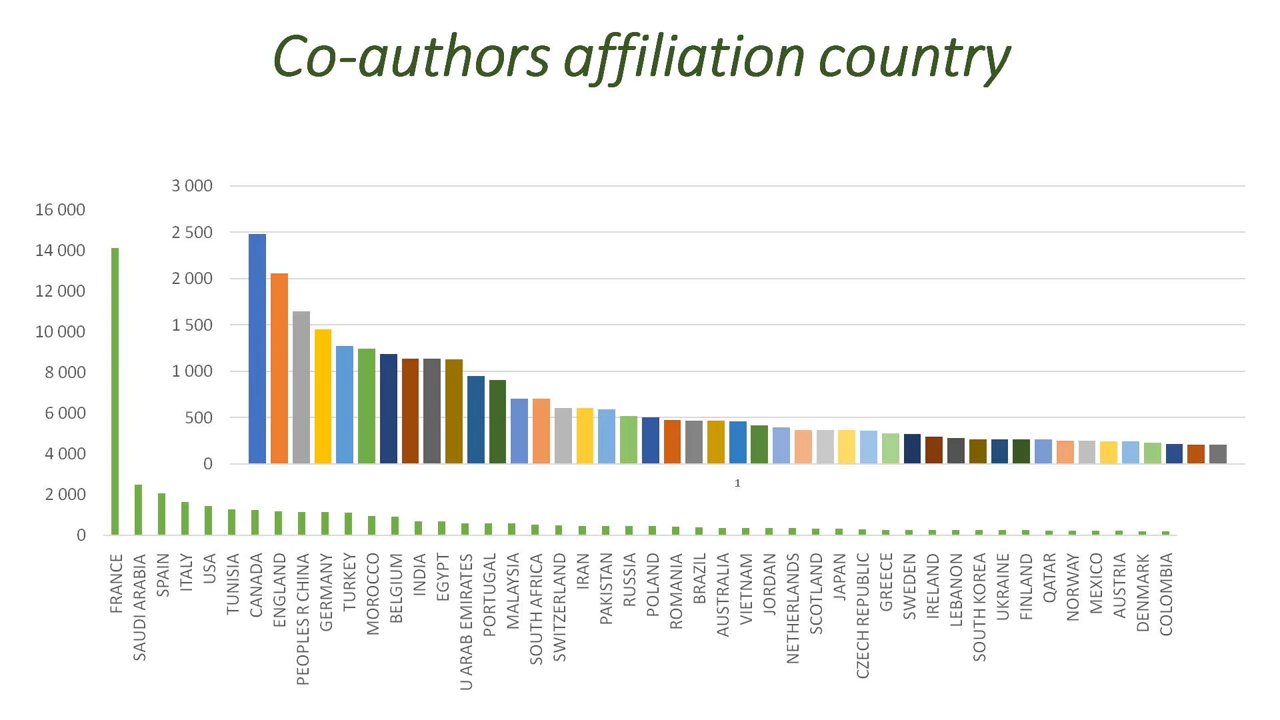 Co-authors affiliation country
3 000
2 500
2 000
1 500
1 000
500
0
1
16 000
14 000
12 000
10 000
8 000
6 000
4 000
2 000
0
FRANCE
SAUDI ARABIA
SPAIN
ITALY
USA
TUNISIA
CANADA
ENGLAND
PEOPLES R CHINA
GERMANY
TURKEY
MOROCCO
BELGIUM
INDIA
EGYPT
U ARAB EMIRATES
PORTUGAL
MALAYSIA
SOUTH AFRICA
SWITZERLAND
IRAN
PAKISTAN
RUSSIA
POLAND
ROMANIA
BRAZIL
AUSTRALIA
VIETNAM
JORDAN
NETHERLANDS
SCOTLAND
JAPAN
CZECH REPUBLIC
GREECE
SWEDEN
IRELAND
LEBANON
SOUTH KOREA
UKRAINE
FINLAND
QATAR
NORWAY
MEXICO
AUSTRIA
DENMARK
COLOMBIA